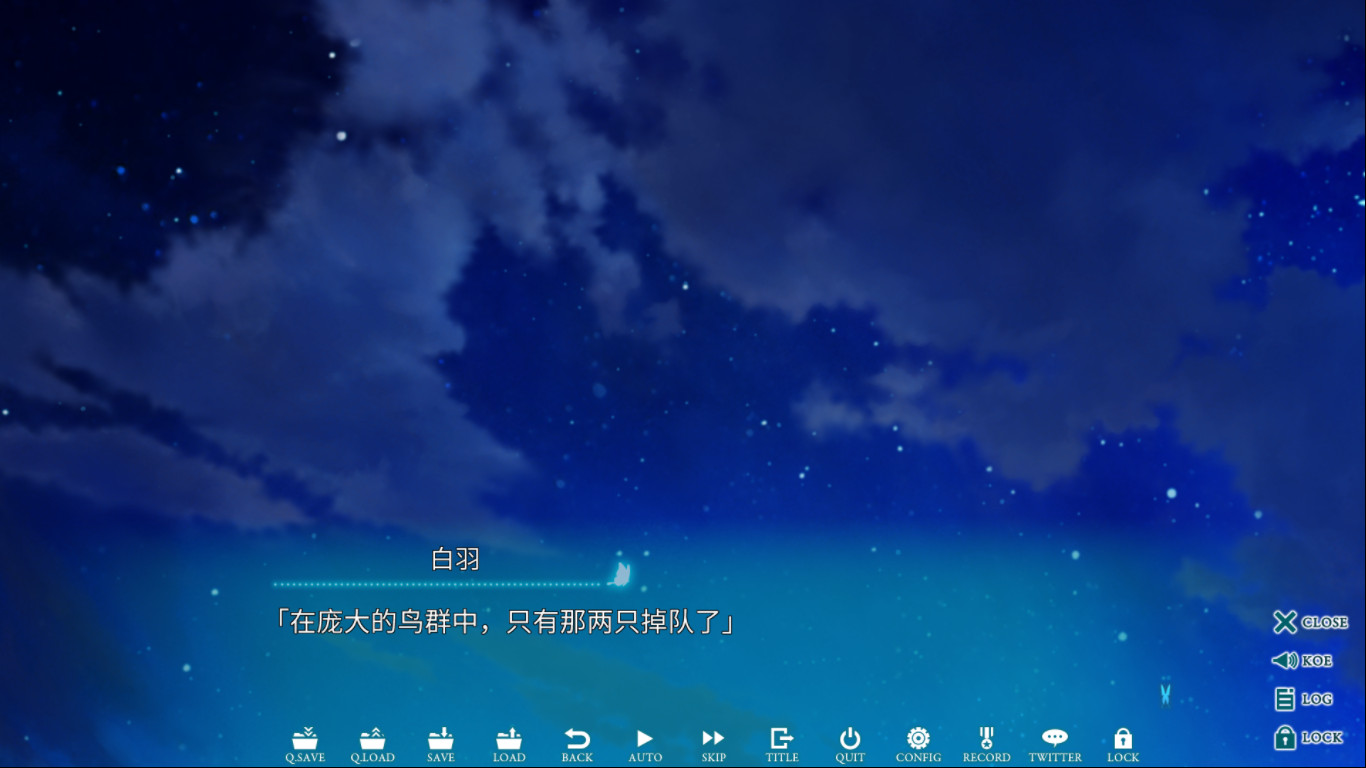 白羽
「在庞大的鸟群中，只有那两只掉队了」
CLOSE
KOE
LOG
LOCK
Q.SAVE Q.LOAD SAVE LOAD BACK AUTO SKIP TITLE QUIT CONFIG RECORD TWITTER LOCK